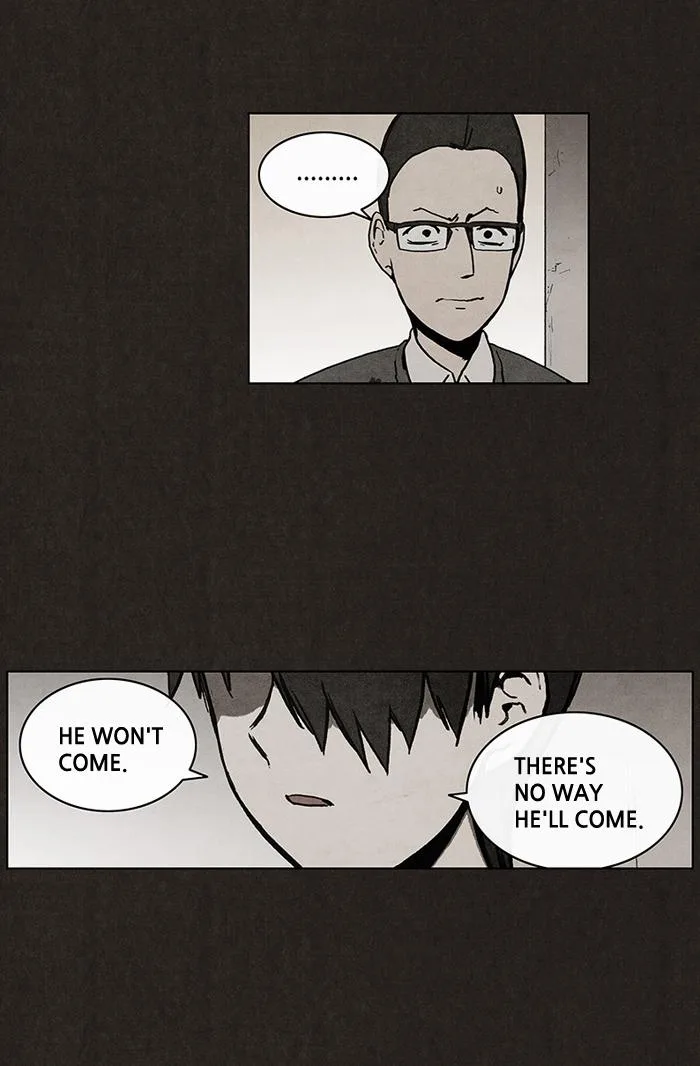 .........
HE WON'T
COME.
THERE'S
NO WAY
HE'LL COME.